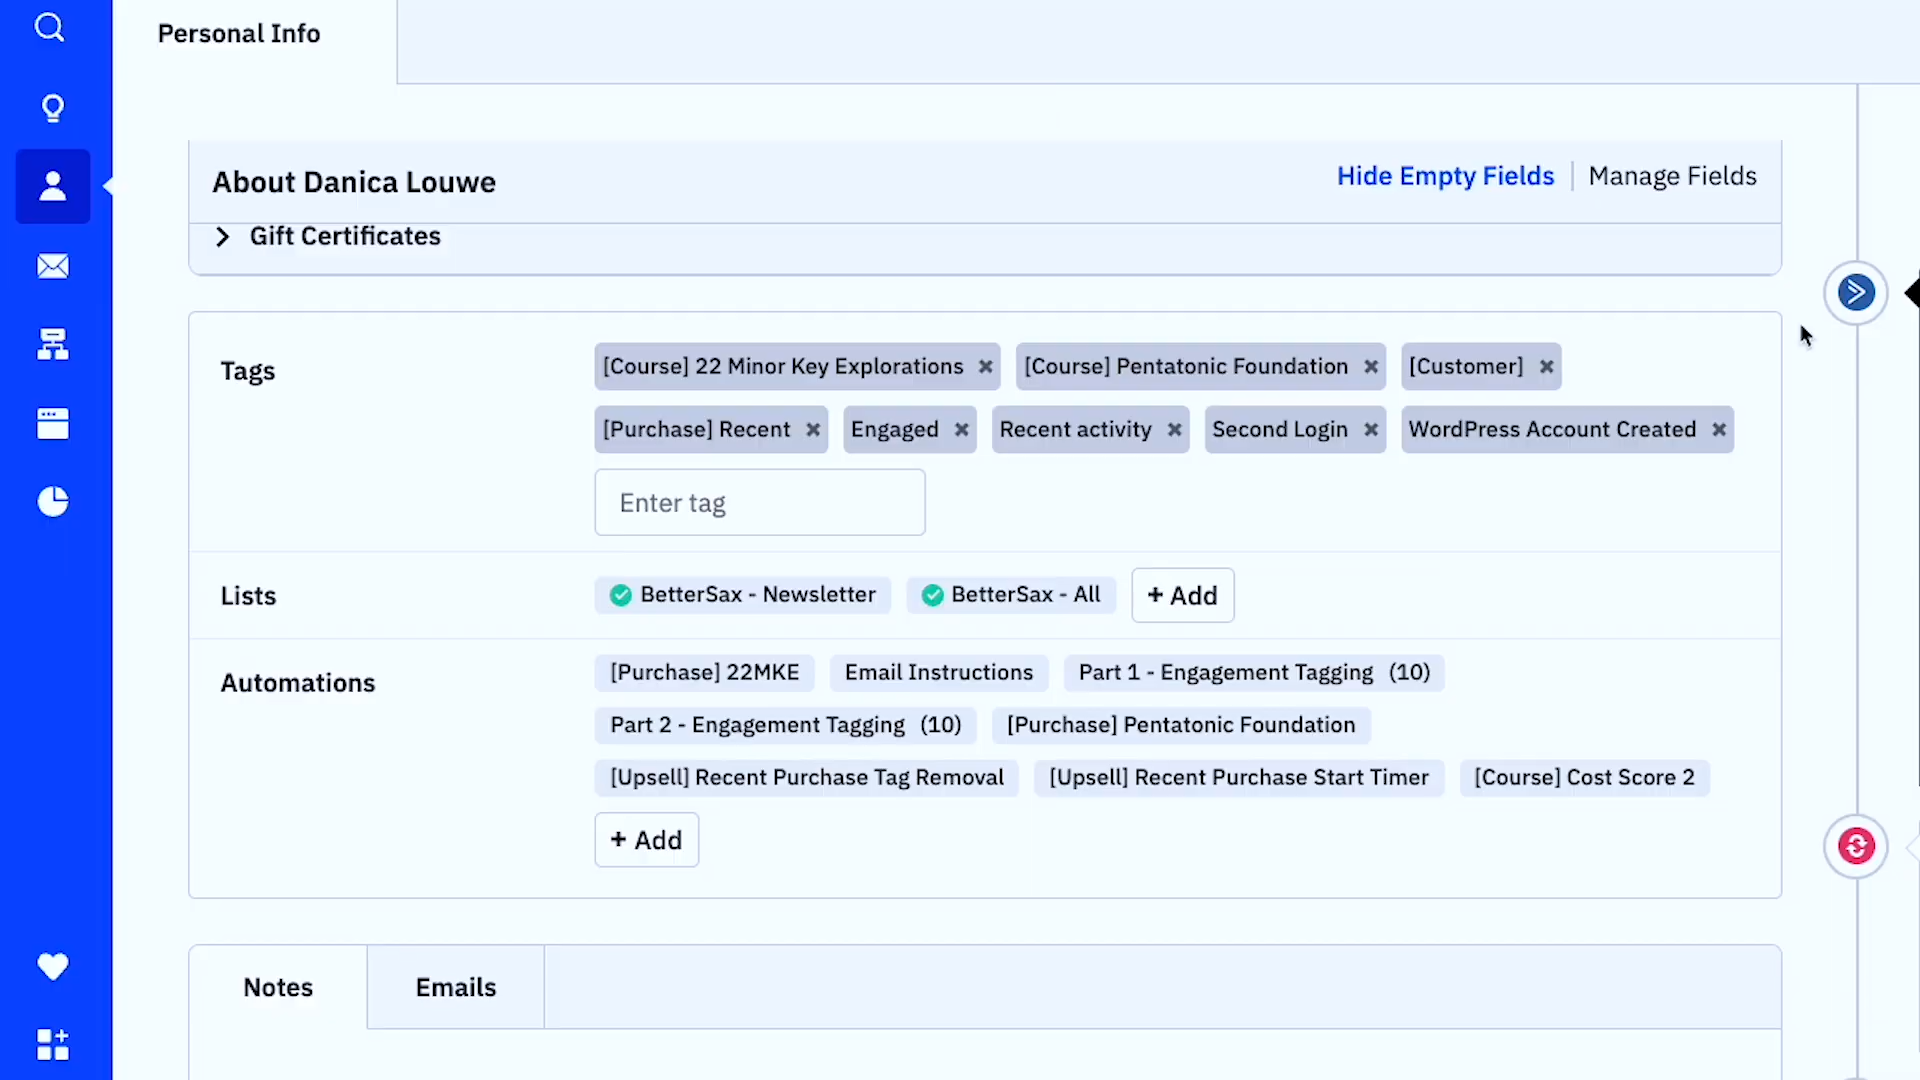 Personal Info
About Danica Louwe
Hide Empty Fields | Manage Fields
Gift Certificates
Tags
[Course] 22 Minor Key Explorations × [Course] Pentatonic Foundation × [Customer] ×
[Purchase] Recent × Engaged × Recent activity × Second Login × WordPress Account Created ×
Enter tag
Lists
BetterSax - Newsletter BetterSax - All + Add
Automations
[Purchase] 22MKE Email Instructions Part 1 - Engagement Tagging (10)
Part 2 - Engagement Tagging (10) [Purchase] Pentatonic Foundation
[Upsell] Recent Purchase Tag Removal [Upsell] Recent Purchase Start Timer [Course] Cost Score 2
+ Add
Notes Emails